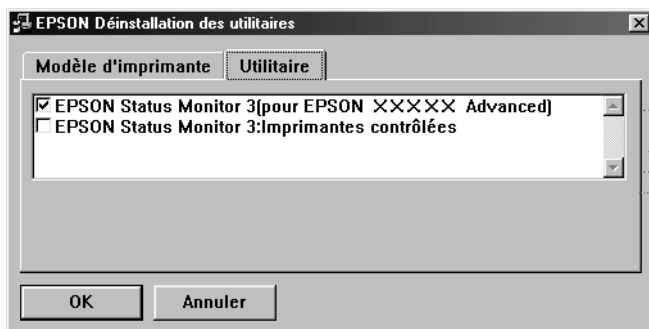 EPSON Déinstallation des utilitaires
Modèle d'imprimante Utilitaire
EPSON Status Monitor 3(pour EPSON XXXXX Advanced)
EPSON Status Monitor 3:Imprimantes contrôlées
OK Annuler